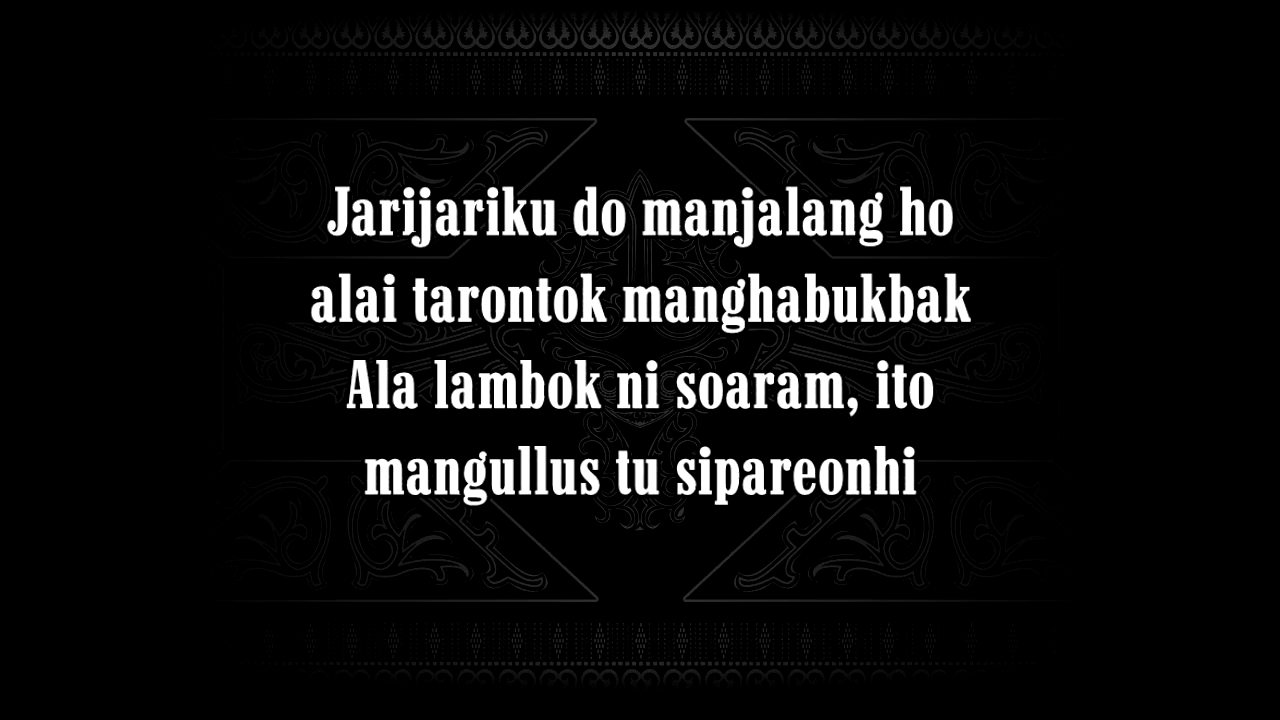 Jarijariku do manjalang ho
alai tarontok manghabukbak
Ala lambok ni soaram, ito
mangullus tu sipareonhi